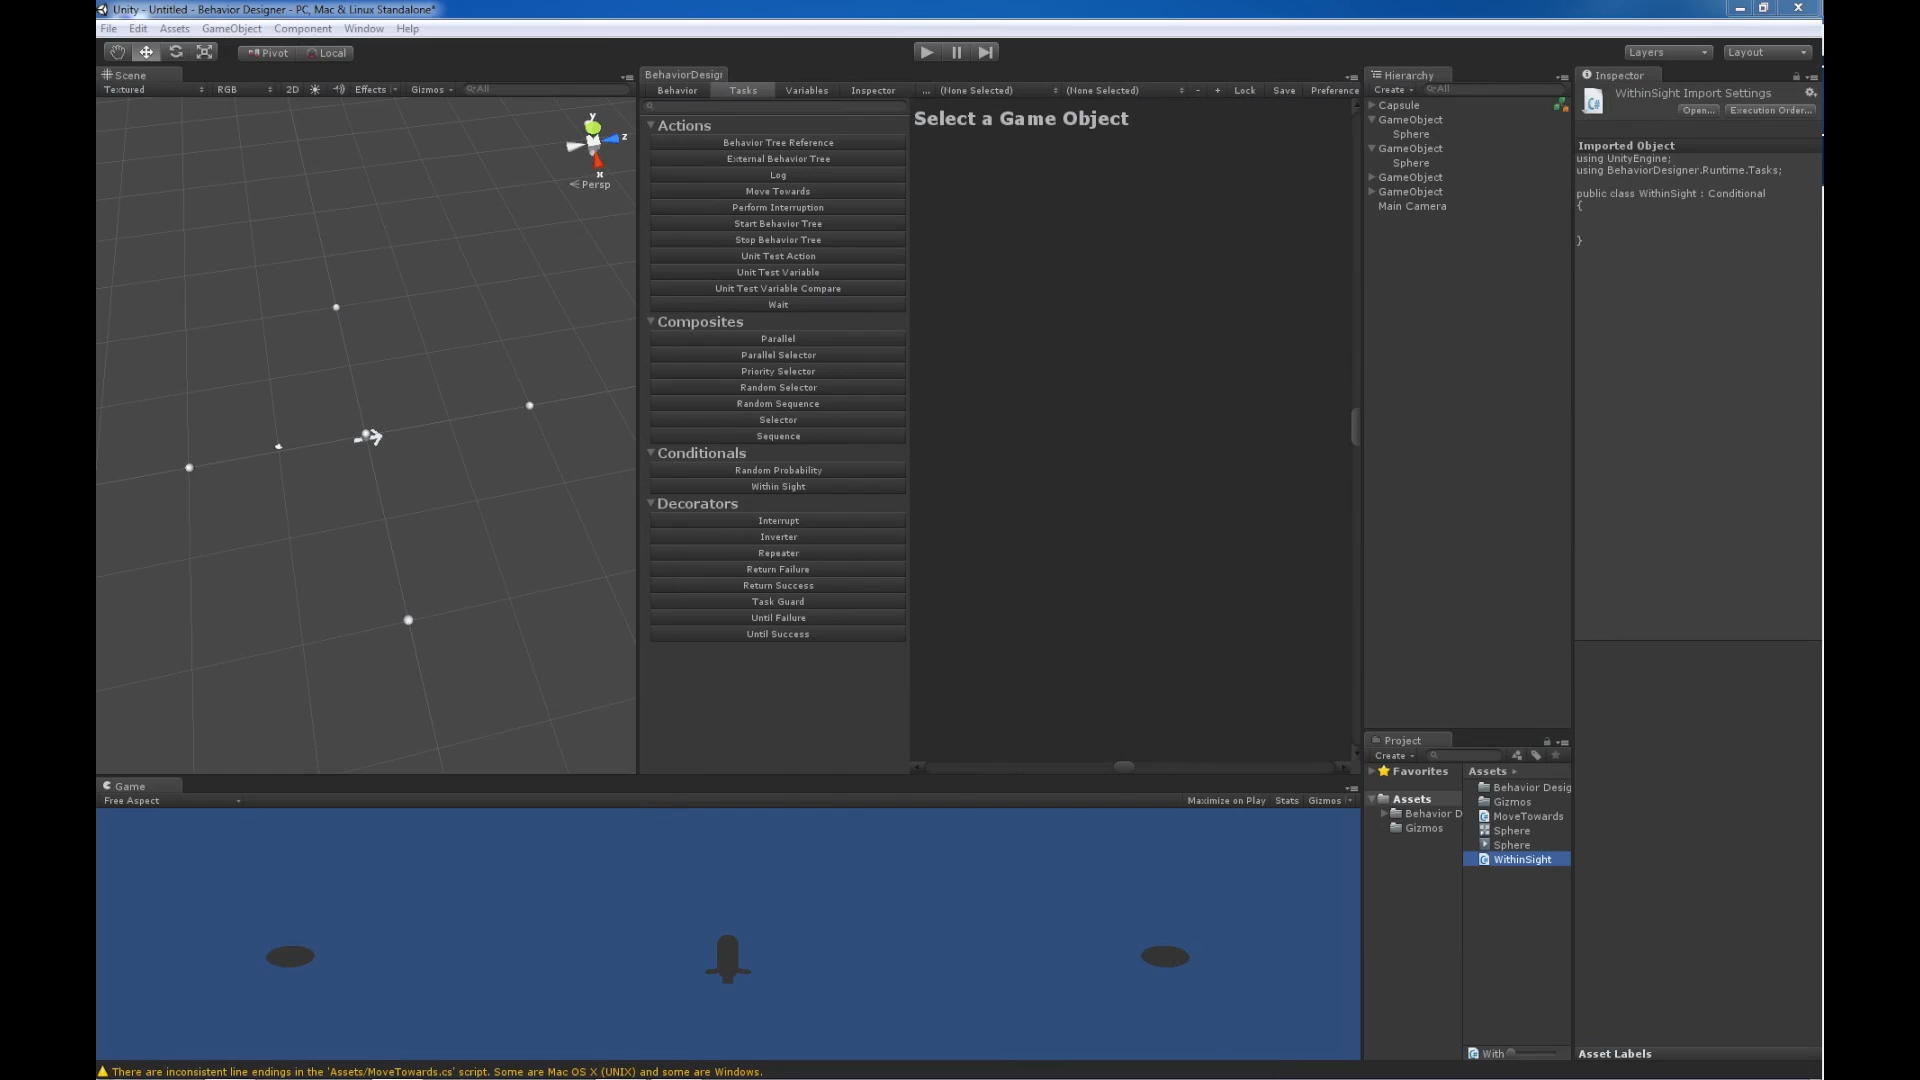 Unity - Untitled - Behavior Designer - PC, Mac & Linux Standalone*
File Edit Assets GameObject Component Window Help
Pivot Local Layers Layout
Scene
Textured RGB 2D Effects Gizmos All
y
z
x
Persp
BehaviorDesigr
Behavior Tasks Variables Inspector ... (None Selected) (None Selected) - + Lock Save Preference
Select a Game Object
Actions
Behavior Tree Reference
External Behavior Tree
Log
Move Towards
Perform Interruption
Start Behavior Tree
Stop Behavior Tree
Unit Test Action
Unit Test Variable
Unit Test Variable Compare
Wait
Composites
Parallel
Parallel Selector
Priority Selector
Random Selector
Random Sequence
Selector
Sequence
Conditionals
Random Probability
Within Sight
Decorators
Interrupt
Inverter
Repeater
Return Failure
Return Success
Task Guard
Until Failure
Until Success
Hierarchy
Create All
Capsule
GameObject
Sphere
GameObject
Sphere
GameObject
GameObject
Main Camera
Inspector
WithinSight Import Settings
C#
Open... Execution Order...
Imported Object
using UnityEngine;
using BehaviorDesigner.Runtime.Tasks;
public class WithinSight : Conditional
{
}
Project
Create
Favorites
Assets
Behavior D
Gizmos
Assets
Behavior Desig
Gizmos
MoveTowards
Sphere
Sphere
WithinSight
With
Asset Labels
Game
Free Aspect Maximize on Play Stats Gizmos
There are inconsistent line endings in the 'Assets/MoveTowards.cs' script. Some are Mac OS X (UNIX) and some are Windows.